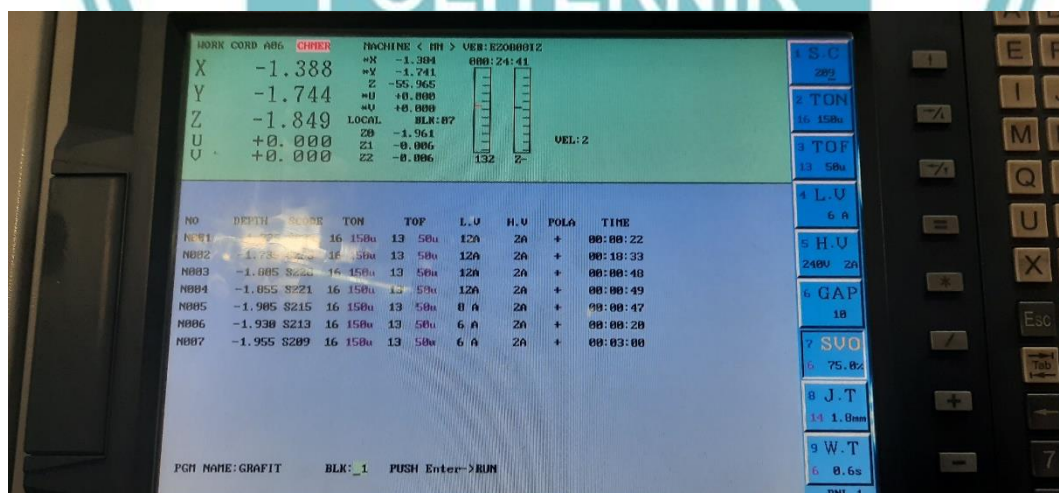 POLITEKNIK
WORK CORD A06 CHMER MACHINE < MM > VER:EZOB00IZ
X -1.388 =X -1.384 000:24:41
=Y -1.741
Y -1.744 Z -55.965
=U +0.000
=V +0.000
Z -1.849 LOCAL BLK:07
Z0 -1.961
U +0.000 Z1 -0.006 VEL:2
V +0.000 Z2 -0.006 132 Z-
NO DEPTH SCODE TON TOF L.V H.V POLA TIME
N001 16 150u 13 50u 12A 2A + 00:00:22
N002 16 150u 13 50u 12A 2A + 00:18:33
N003 -1.805 16 150u 13 50u 12A 2A + 00:00:48
N004 -1.855 S221 16 150u 13 50u 12A 2A + 00:00:49
N005 -1.905 S215 16 150u 13 50u 8 A 2A + 00:00:47
N006 -1.930 S213 16 150u 13 50u 6 A 2A + 00:00:20
N007 -1.955 S209 16 150u 13 50u 6 A 2A + 00:03:00
PGM NAME:GRAFIT BLK:_1 PUSH Enter->RUN
1 S.C
209
2 TON
16 150u
3 TOF
13 50u
4 L.V
6 A
5 H.V
240V 2A
6 GAP
10
7 SVO
6 75.0%
8 J.T
14 1.8mm
9 W.T
6 0.6s
!
=
*
/
+
-
E
I
M
Q
U
X
Esc
Tab
7